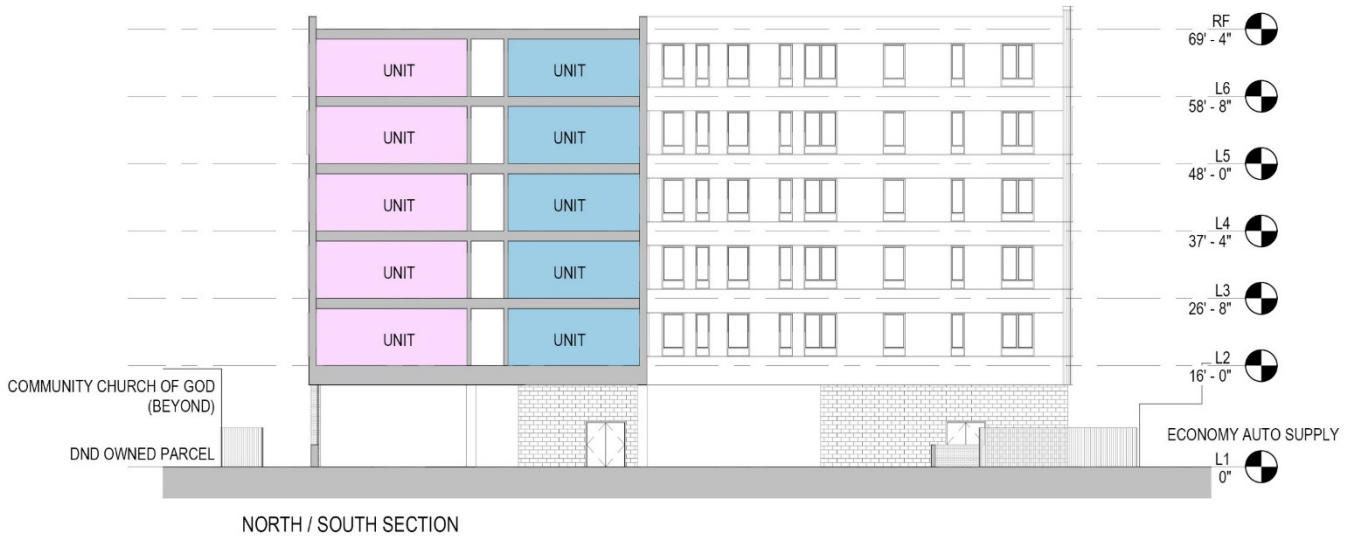 RF
69' - 4"
UNIT
UNIT
L6
58' - 8"
UNIT
UNIT
L5
48' - 0"
UNIT
UNIT
L4
37' - 4"
UNIT
UNIT
L3
26' - 8"
UNIT
UNIT
L2
16' - 0"
COMMUNITY CHURCH OF GOD
(BEYOND)
DND OWNED PARCEL
ECONOMY AUTO SUPPLY
L1
0"
NORTH / SOUTH SECTION